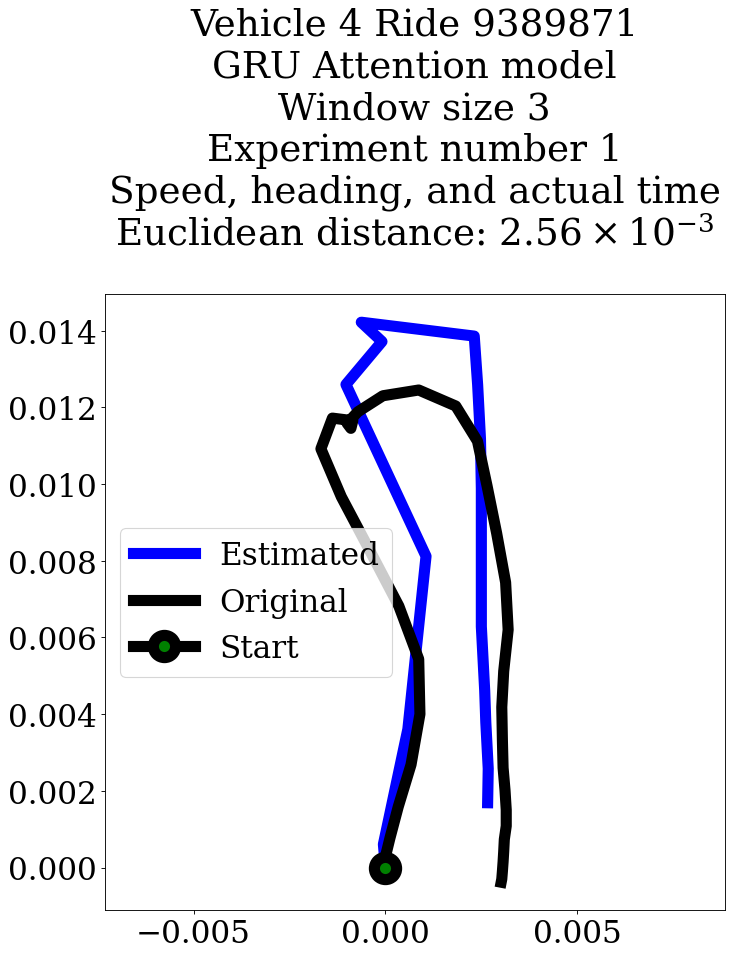 Vehicle 4 Ride 9389871
GRU Attention model
Window size 3
Experiment number 1
Speed, heading, and actual time
Euclidean distance: 2.56 × 10⁻³
0.014
0.012
0.010
0.008
0.006
0.004
0.002
0.000
Estimated
Original
Start
−0.005
0.000
0.005